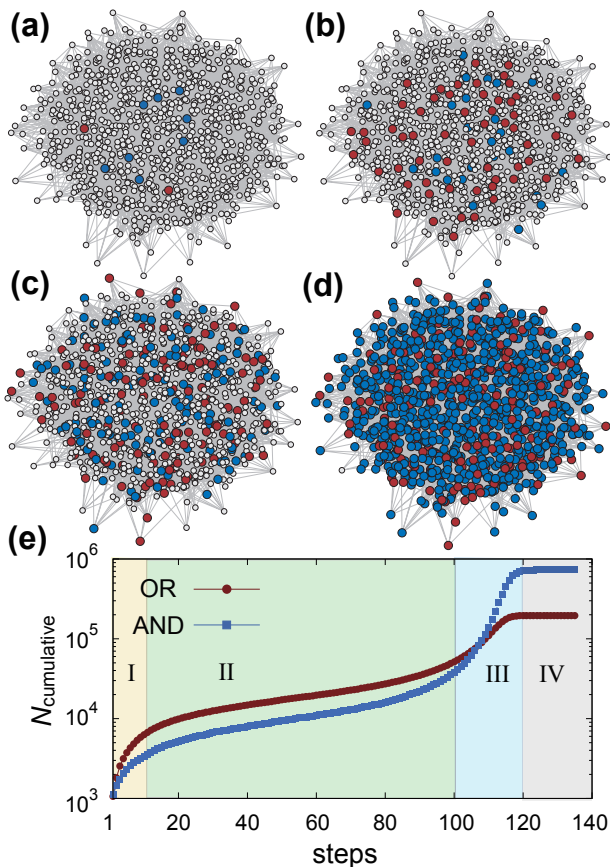 (a) (b)
(c) (d)
(e)
10^6
OR
AND
10^5
I II III IV
N_cumulative
10^4
10^3
1 20 40 60 80 100 120 140
steps